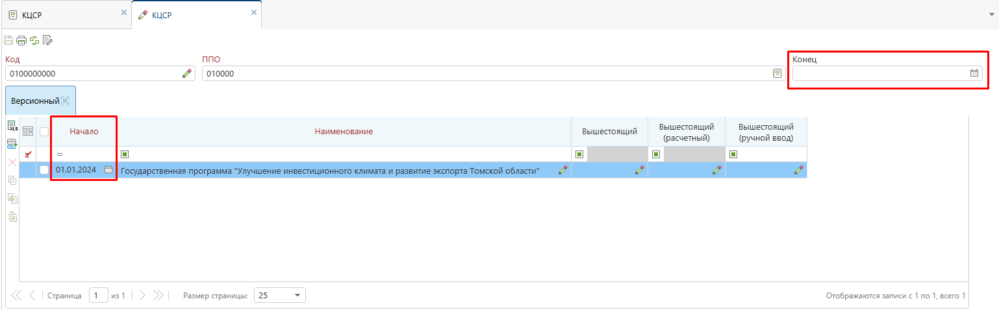 КЦСР
КЦСР
Код
ППО
Конец
0100000000
010000
Версионный
XLS
Начало
Наименование
Вышестоящий
Вышестоящий
(расчетный)
Вышестоящий
(ручной ввод)
=
01.01.2024
Государственная программа "Улучшение инвестиционного климата и развитие экспорта Томской области"
Страница 1 из 1
Размер страницы: 25
Отображаются записи с 1 по 1, всего 1